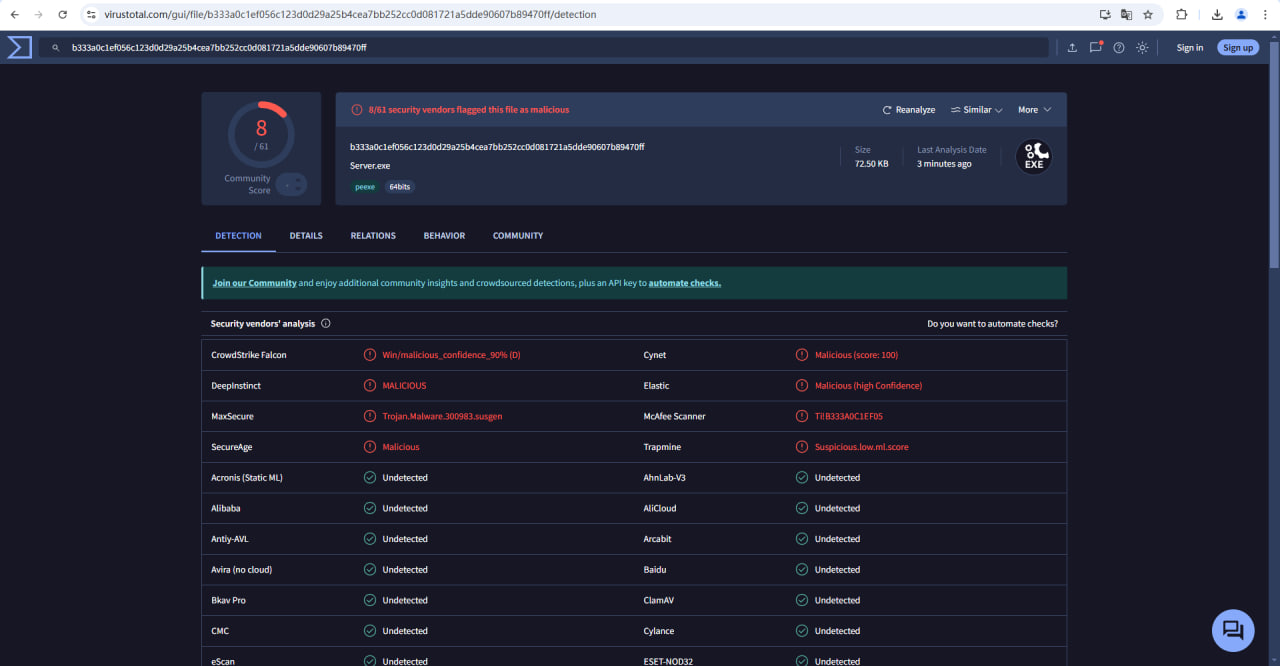 virustotal.com/gui/file/b333a0c1ef056c123d0d29a25b4cea7bb252cc0d081721a5dde90607b89470ff/detection
b333a0c1ef056c123d0d29a25b4cea7bb252cc0d081721a5dde90607b89470ff
Sign in
Sign up
8
/ 61
Community
Score
8/61 security vendors flagged this file as malicious
Reanalyze
Similar
More
b333a0c1ef056c123d0d29a25b4cea7bb252cc0d081721a5dde90607b89470ff
Server.exe
peexe
64bits
Size
72.50 KB
Last Analysis Date
3 minutes ago
EXE
DETECTION
DETAILS
RELATIONS
BEHAVIOR
COMMUNITY
Join our Community and enjoy additional community insights and crowdsourced detections, plus an API key to automate checks.
Security vendors' analysis
Do you want to automate checks?
CrowdStrike Falcon Win/malicious_confidence_90% (D) Cynet Malicious (score: 100)
DeepInstinct MALICIOUS Elastic Malicious (high Confidence)
MaxSecure Trojan.Malware.300983.susgen McAfee Scanner Ti!B333A0C1EF05
SecureAge Malicious Trapmine Suspicious.low.ml.score
Acronis (Static ML) Undetected AhnLab-V3 Undetected
Alibaba Undetected AliCloud Undetected
Antiy-AVL Undetected Arcabit Undetected
Avira (no cloud) Undetected Baidu Undetected
Bkav Pro Undetected ClamAV Undetected
CMC Undetected Cylance Undetected
eScan Undetected ESET-NOD32 Undetected